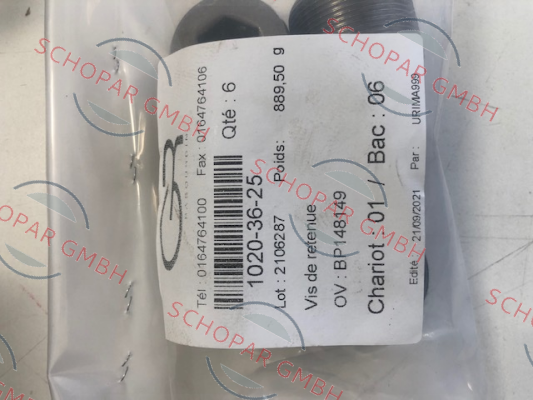 Tél : 0164764100 Fax : 0164764106
1020-36-25 Qté : 6
Lot : 2106287 Poids: 889,50 g
Vis de retenue
OV : BP148149
Chariot : 01 / Bac : 06
Edité 21/09/2021 Par : URIMA999
SCHOPAR GMBH
SCHOPAR GMBH
SCHOPAR GMBH
SCHOPAR GMBH
SCHOPAR GMBH
SCHOPAR GMBH